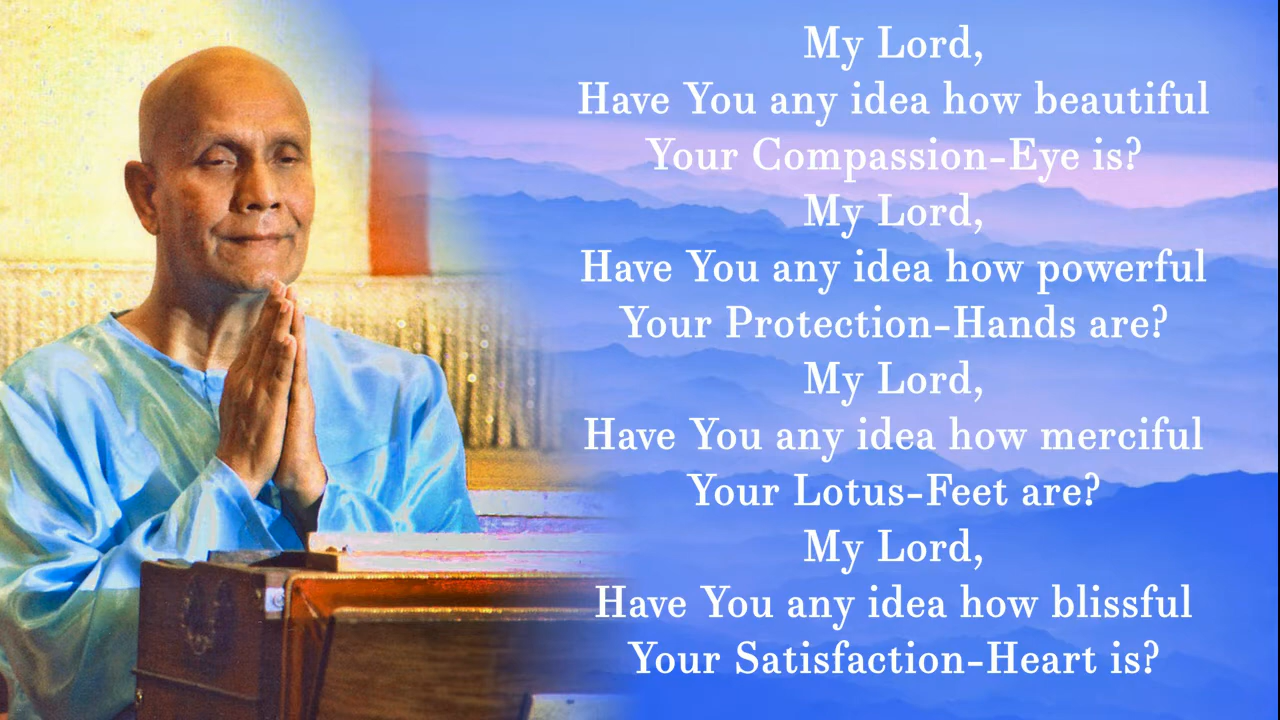 My Lord,
Have You any idea how beautiful
Your Compassion-Eye is?
My Lord,
Have You any idea how powerful
Your Protection-Hands are?
My Lord,
Have You any idea how merciful
Your Lotus-Feet are?
My Lord,
Have You any idea how blissful
Your Satisfaction-Heart is?